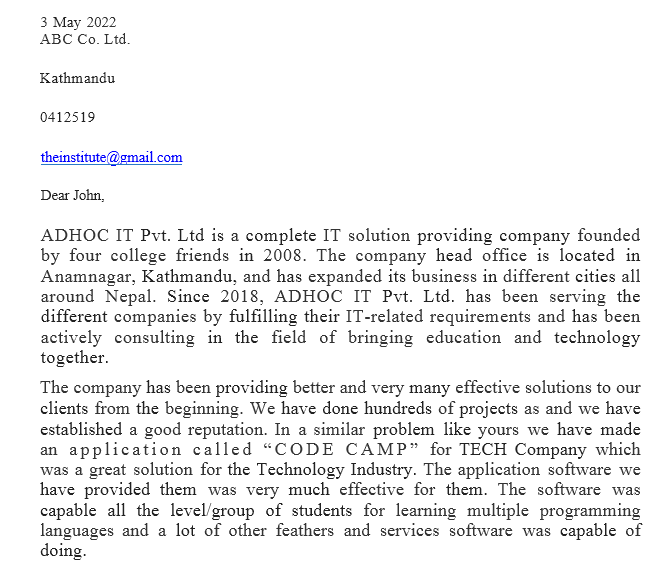 3 May 2022
ABC Co. Ltd.
Kathmandu
0412519
theinstitute@gmail.com
Dear John,
ADHOC IT Pvt. Ltd is a complete IT solution providing company founded
by four college friends in 2008. The company head office is located in
Anamnagar, Kathmandu, and has expanded its business in different cities all
around Nepal. Since 2018, ADHOC IT Pvt. Ltd. has been serving the
different companies by fulfilling their IT-related requirements and has been
actively consulting in the field of bringing education and technology
together.
The company has been providing better and very many effective solutions to our
clients from the beginning. We have done hundreds of projects as and we have
established a good reputation. In a similar problem like yours we have made
an application called “CODE CAMP” for TECH Company which
was a great solution for the Technology Industry. The application software we
have provided them was very much effective for them. The software was
capable all the level/group of students for learning multiple programming
languages and a lot of other feathers and services software was capable of
doing.